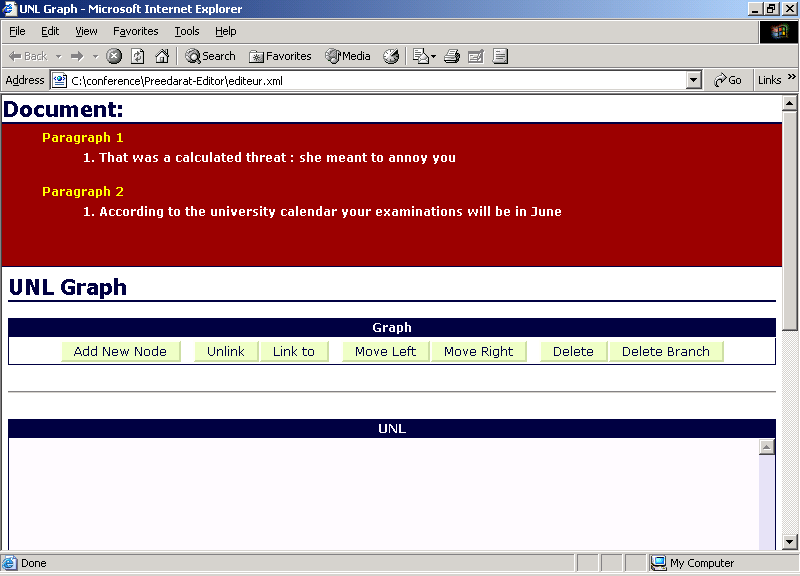 UNL Graph - Microsoft Internet Explorer
File Edit View Favorites Tools Help
Back Search Favorites Media
Address C:\conference\Preedarat-Editor\editeur.xml Go Links »
Document:
Paragraph 1
1. That was a calculated threat : she meant to annoy you
Paragraph 2
1. According to the university calendar your examinations will be in June
UNL Graph
Graph
Add New Node Unlink Link to Move Left Move Right Delete Delete Branch
UNL
Done My Computer